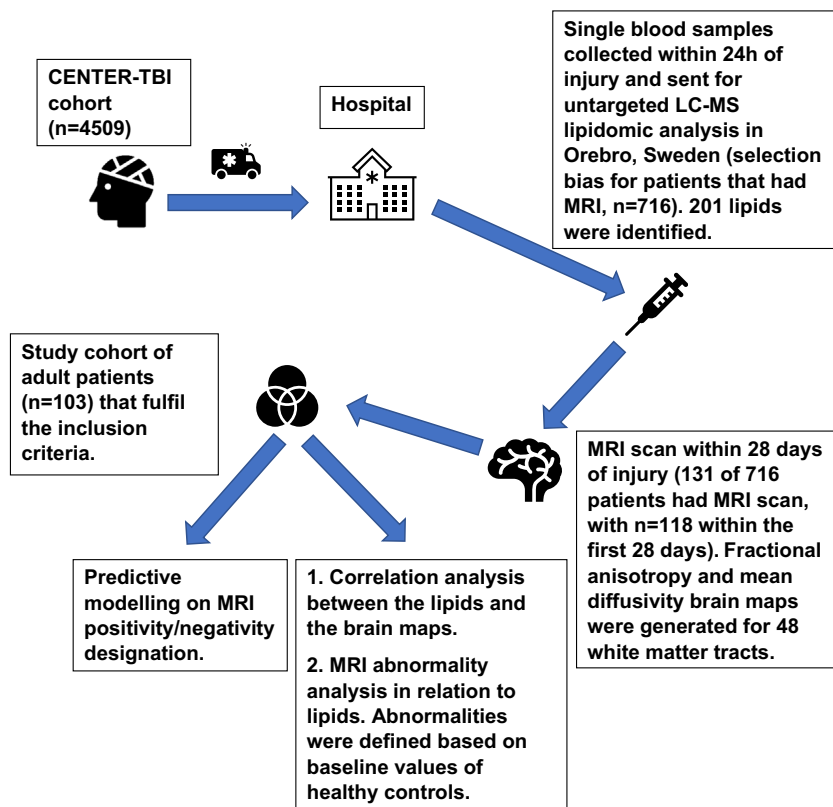 CENTER-TBI
cohort
(n=4509)
Hospital
Single blood samples
collected within 24h of
injury and sent for
untargeted LC-MS
lipidomic analysis in
Orebro, Sweden (selection
bias for patients that had
MRI, n=716). 201 lipids
were identified.
MRI scan within 28 days
of injury (131 of 716
patients had MRI scan,
with n=118 within the
first 28 days). Fractional
anisotropy and mean
diffusivity brain maps
were generated for 48
white matter tracts.
Study cohort of
adult patients
(n=103) that fulfil
the inclusion
criteria.
Predictive
modelling on MRI
positivity/negativity
designation.
1. Correlation analysis
between the lipids and
the brain maps.
2. MRI abnormality
analysis in relation to
lipids. Abnormalities
were defined based on
baseline values of
healthy controls.